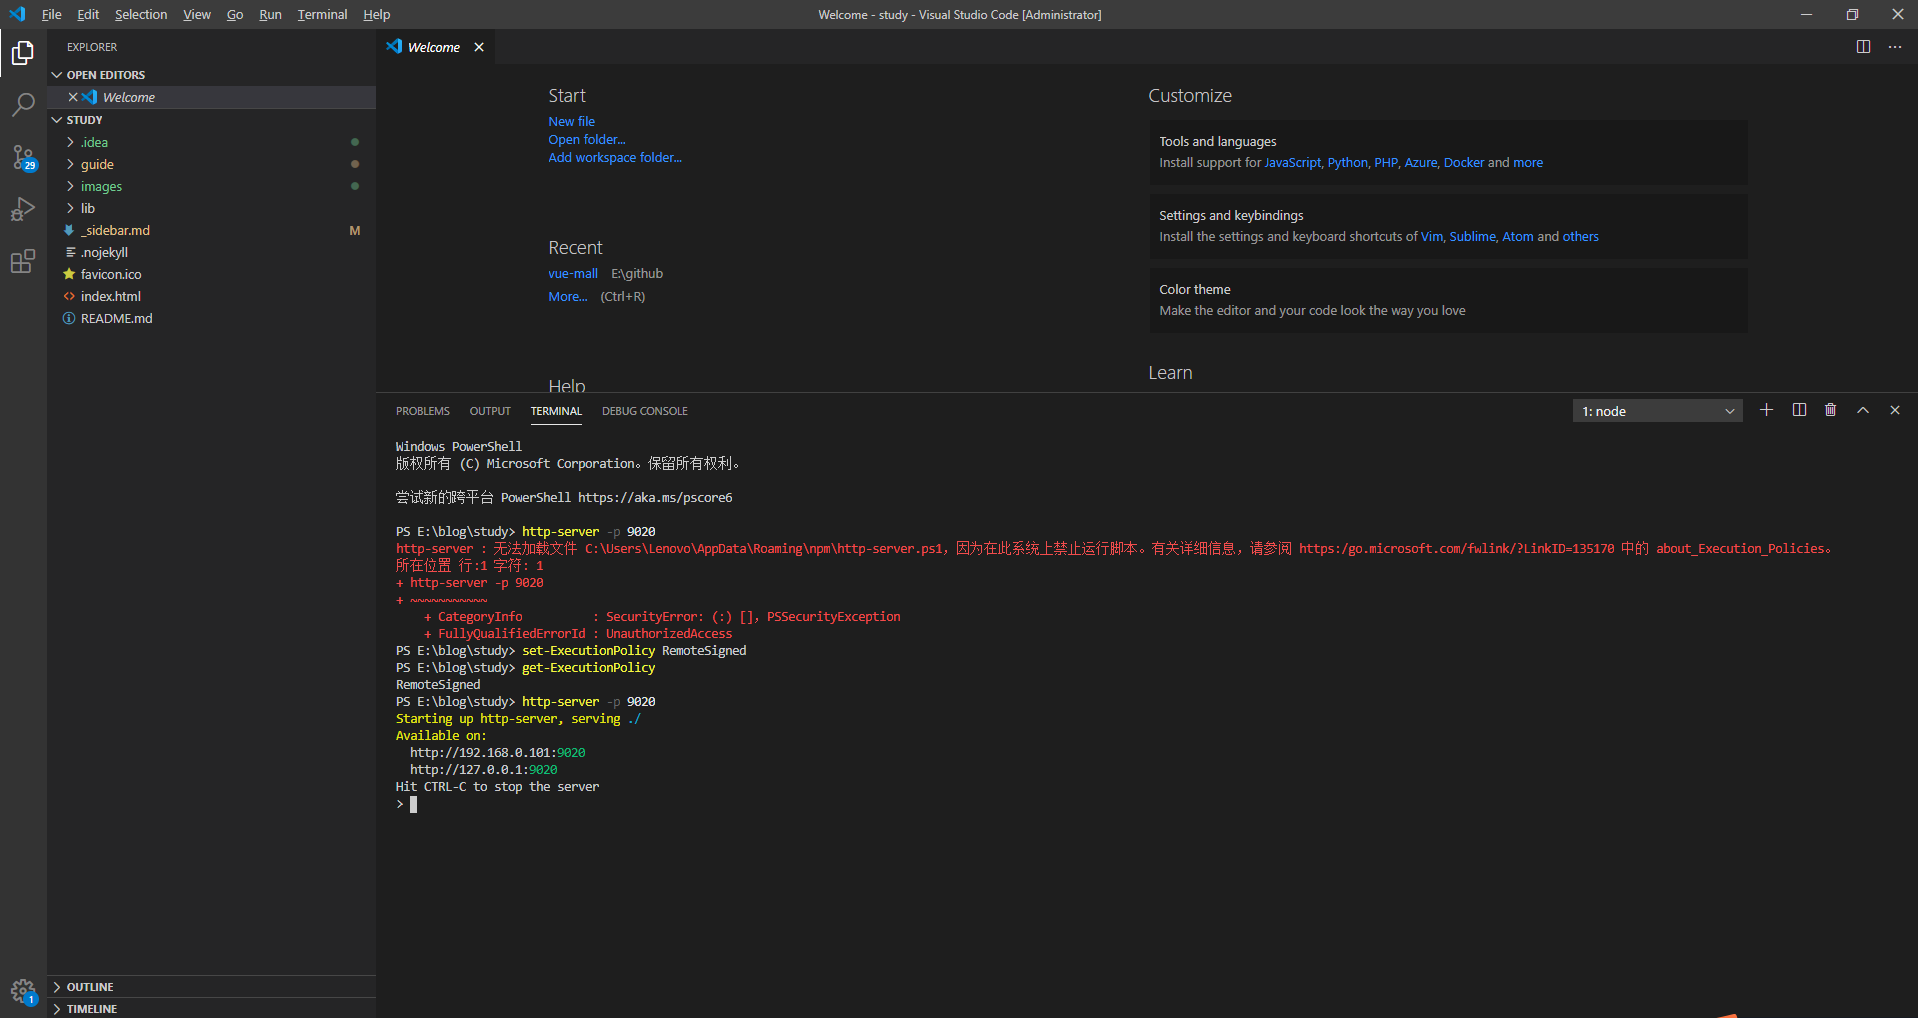 File Edit Selection View Go Run Terminal Help
Welcome - study - Visual Studio Code [Administrator]
EXPLORER
OPEN EDITORS
Welcome
STUDY
.idea
guide
images
lib
_sidebar.md M
.nojekyll
favicon.ico
index.html
README.md
OUTLINE
TIMELINE
29
1
Welcome
Start
New file
Open folder...
Add workspace folder...
Recent
vue-mall E:\github
More... (Ctrl+R)
Help
Customize
Tools and languages
Install support for JavaScript, Python, PHP, Azure, Docker and more
Settings and keybindings
Install the settings and keyboard shortcuts of Vim, Sublime, Atom and others
Color theme
Make the editor and your code look the way you love
Learn
PROBLEMS OUTPUT TERMINAL DEBUG CONSOLE
1: node
Windows PowerShell
版权所有 (C) Microsoft Corporation。保留所有权利。
尝试新的跨平台 PowerShell https://aka.ms/pscore6
PS E:\blog\study> http-server -p 9020
http-server : 无法加载文件 C:\Users\Lenovo\AppData\Roaming\npm\http-server.ps1，因为在此系统上禁止运行脚本。有关详细信息，请参阅 https:/go.microsoft.com/fwlink/?LinkID=135170 中的 about_Execution_Policies。
所在位置 行:1 字符: 1
+ http-server -p 9020
+ ~~~~~~~~~~~
+ CategoryInfo : SecurityError: (:) []，PSSecurityException
+ FullyQualifiedErrorId : UnauthorizedAccess
PS E:\blog\study> set-ExecutionPolicy RemoteSigned
PS E:\blog\study> get-ExecutionPolicy
RemoteSigned
PS E:\blog\study> http-server -p 9020
Starting up http-server, serving ./
Available on:
http://192.168.0.101:9020
http://127.0.0.1:9020
Hit CTRL-C to stop the server
>